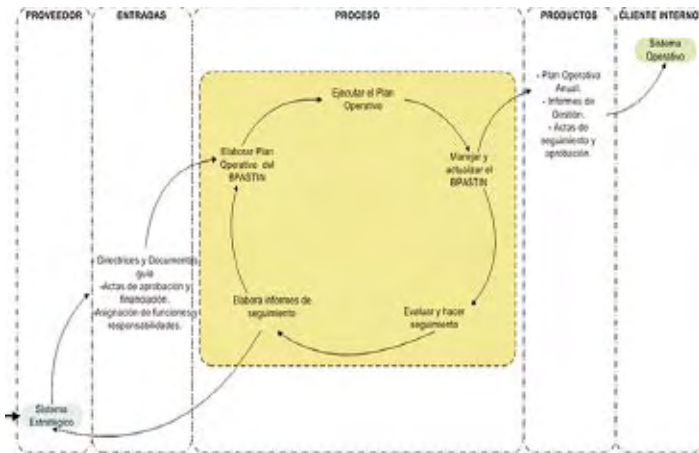 PROVEEDOR
ENTRAGAS
PROCESO
PRODUCTOS
CLIENTE INTERNO
Sistema
Operativo
- Plan Operativo
Anual.
- Informes de
Gestión.
- Actas de
seguimiento y
aprobación.
Ejecutar el Plan
Operativo
Elaborar Plan
Operativo del
BPASTIN
Manejar y
actualizar el
BPASTIN
- Directrices y Documentos
guía
-Actas de aprobación y
financiación.
-Asignación de funciones y
responsabilidades.
Elabora informes de
seguimiento
Evaluar y hacer
seguimiento
Sistema
Estratégico